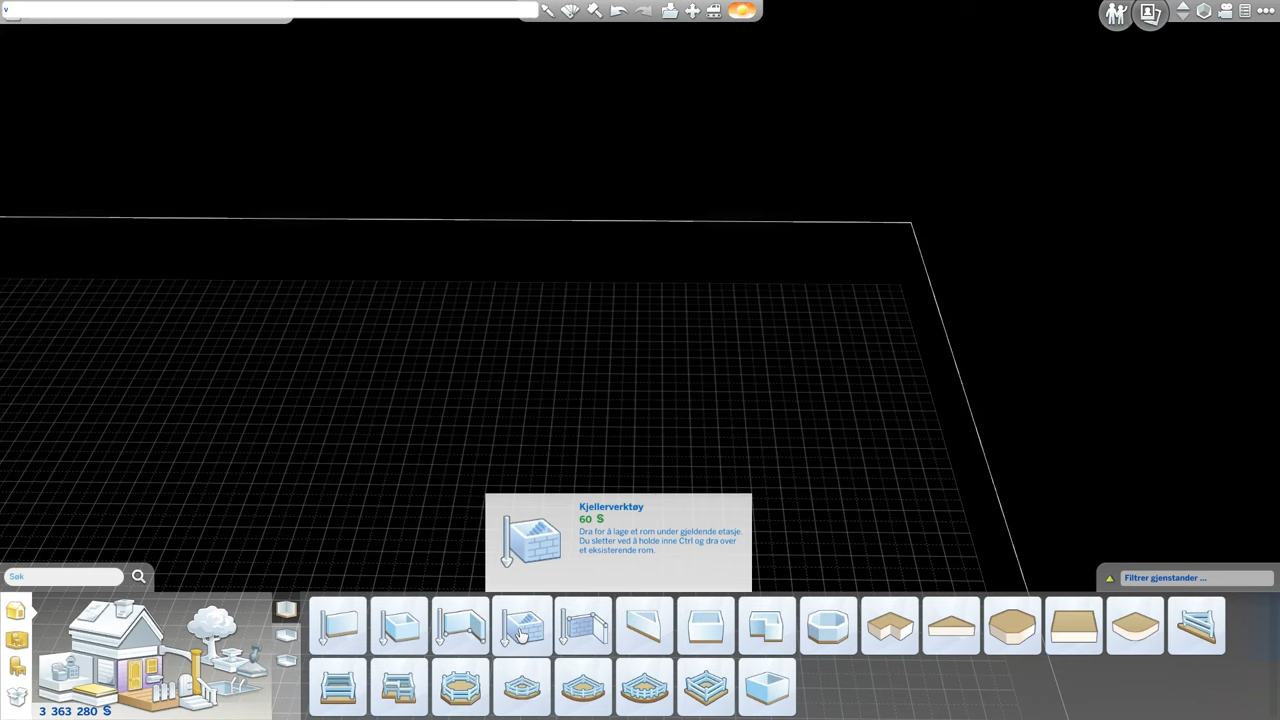 v
Kjellerverktøy
60 $
Dra for å lage et rom under gjeldende etasje.
Du sletter ved å holde inne Ctrl og dra over
et eksisterende rom.
Søk
Filtrer gjenstander ...
3 363 280 $